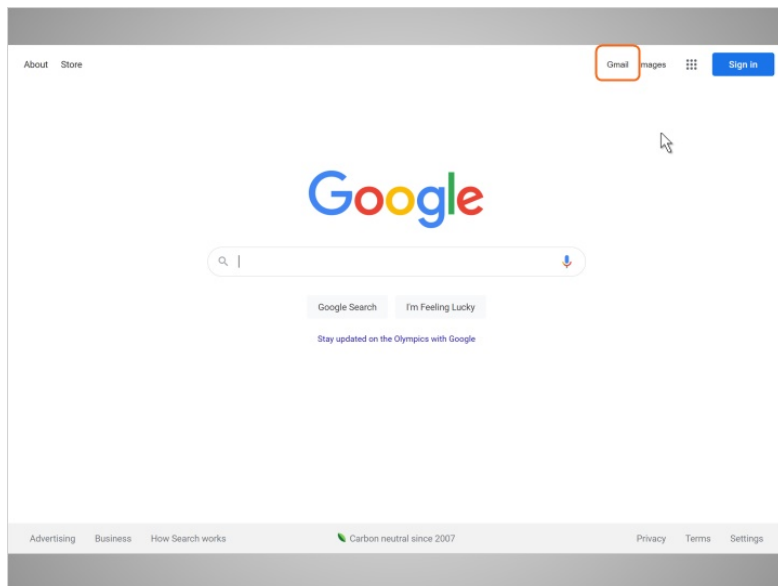 About Store Gmail mages Sign in
Google
Google Search I'm Feeling Lucky
Stay updated on the Olympics with Google
Advertising Business How Search works Carbon neutral since 2007 Privacy Terms Settings